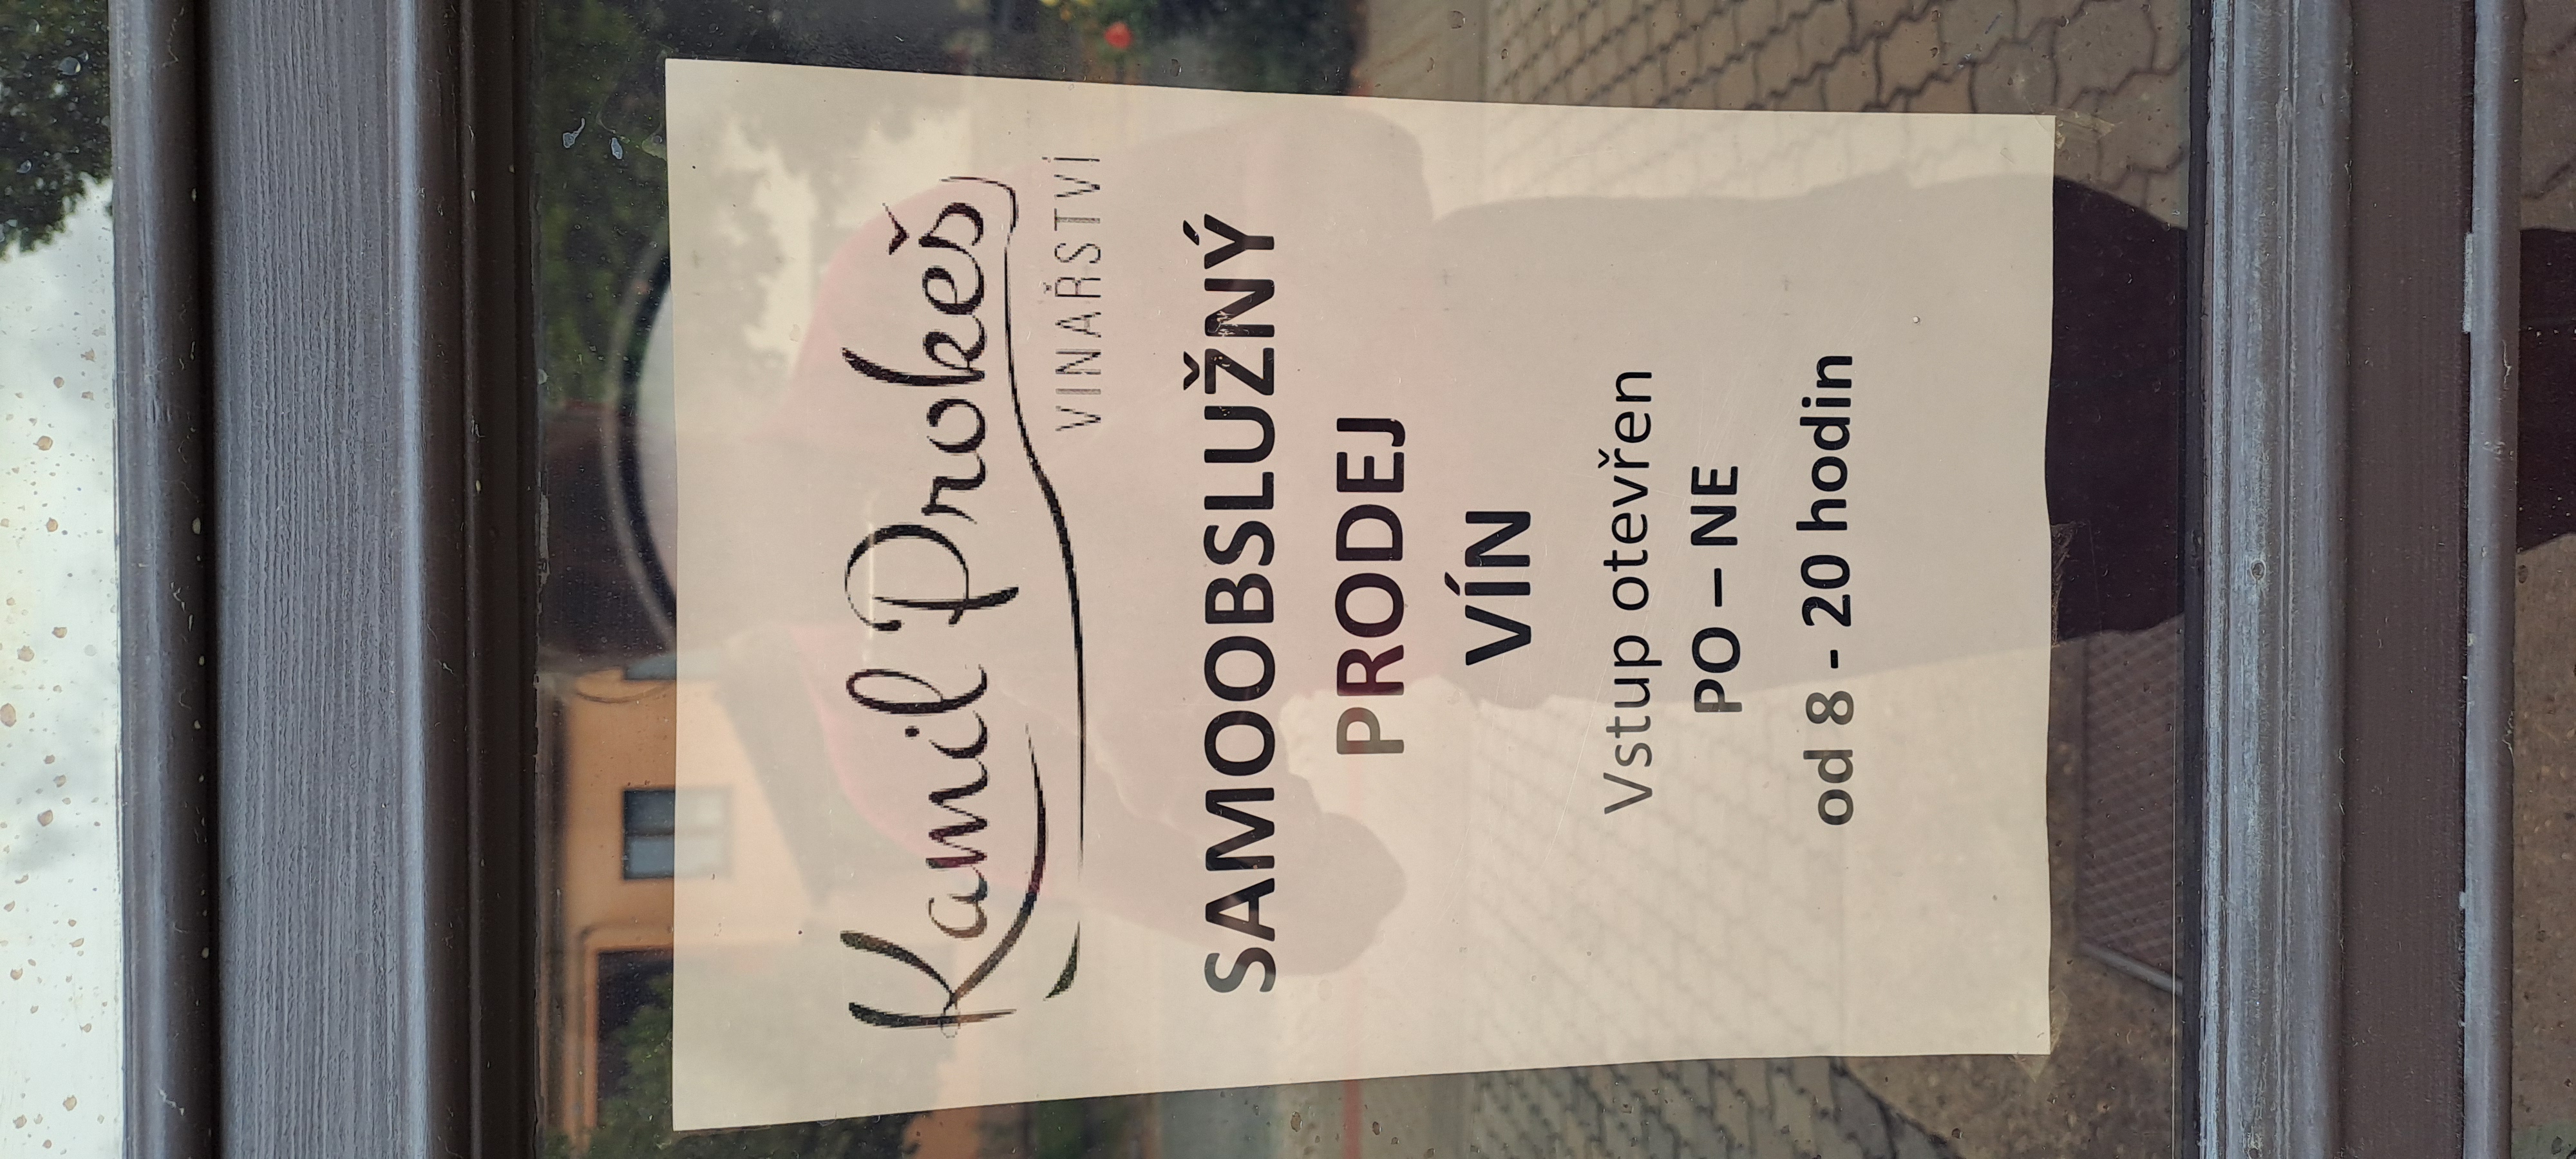 Kamil Prokeš
VINAŘSTVÍ
SAMOOBSLUŽNÝ
PRODEJ
VÍN
Vstup otevřen
PO – NE
od 8 - 20 hodin